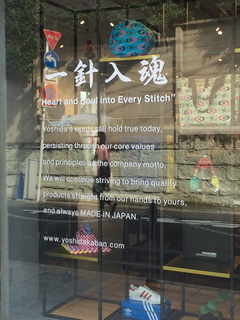 一針入魂
"Heart and Soul into Every Stitch"
Yoshida's words still hold true today,
persisting through our core values
and principles as the company motto.
We will continue striving to bring quality
products straight from our hands to yours,
and always MADE IN JAPAN.
www.yoshidakaban.com